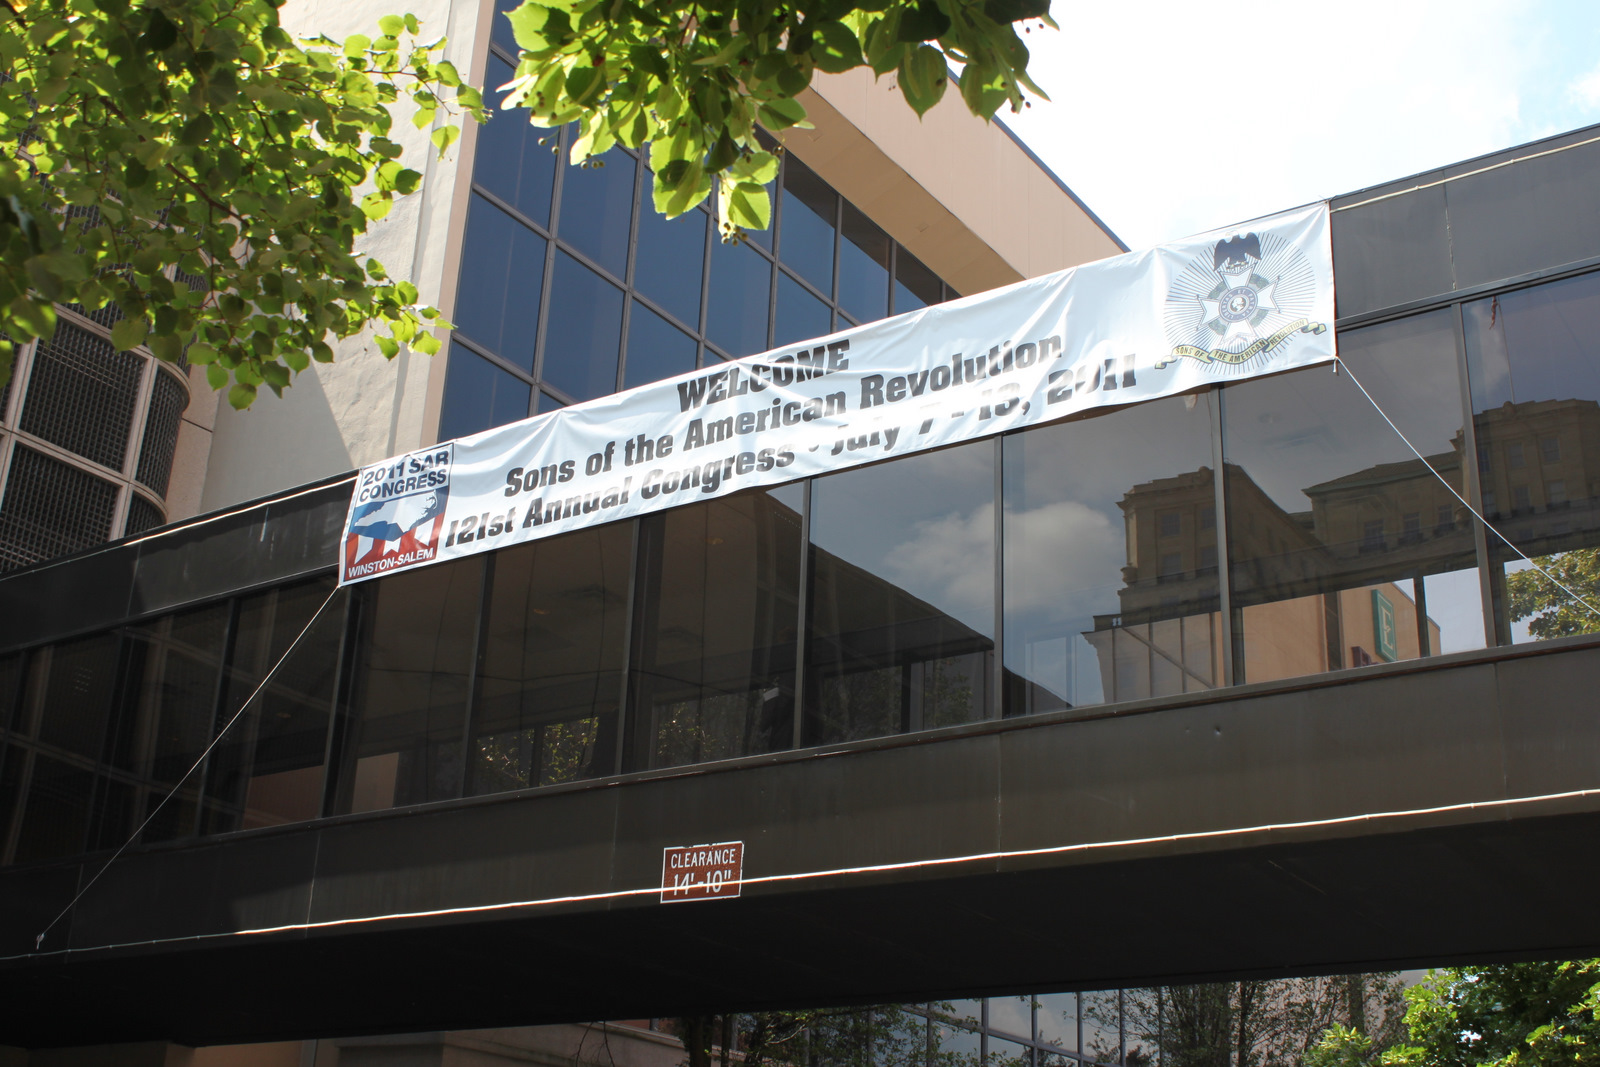 WELCOME
Sons of the American Revolution
121st Annual Congress · July 7 - 13, 2011
2011 SAR
CONGRESS
WINSTON-SALEM
SONS OF THE AMERICAN REVOLUTION
E
CLEARANCE
14'-10"